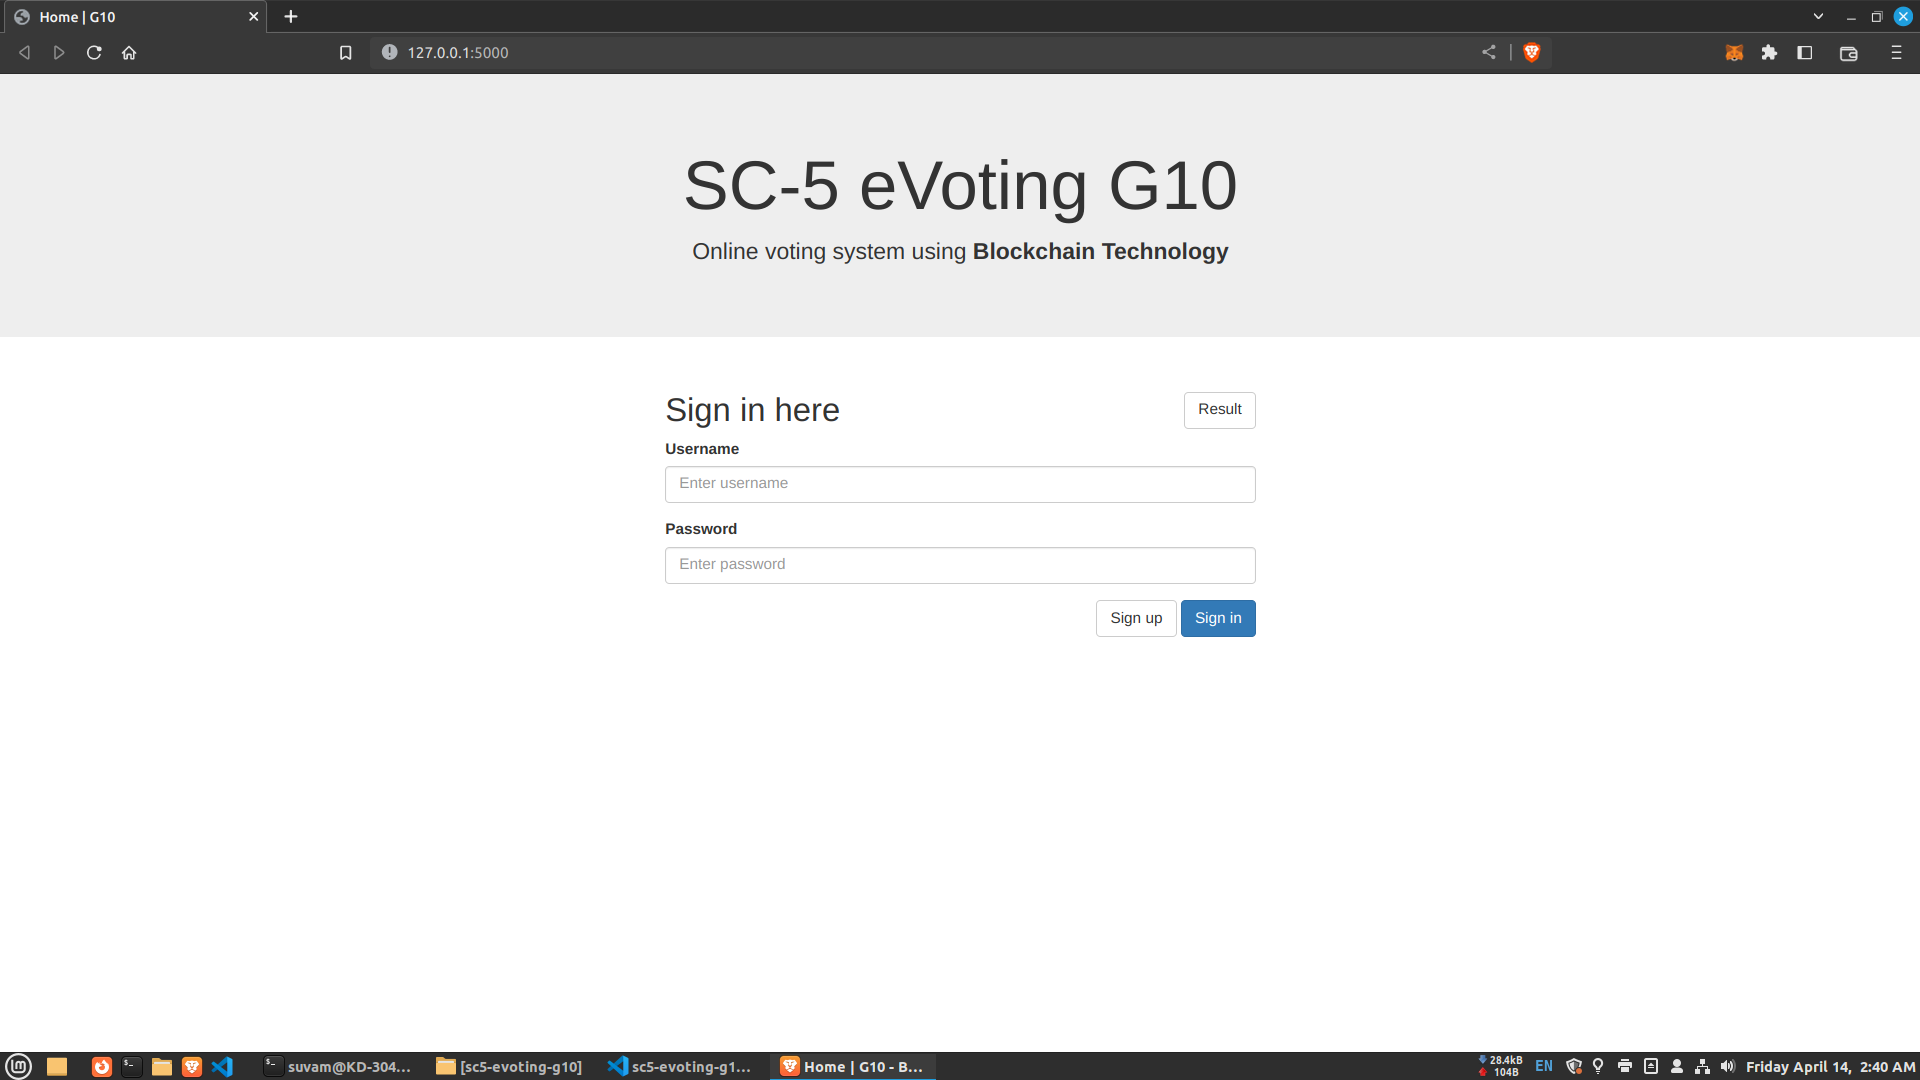 Home | G10
127.0.0.1:5000
SC-5 eVoting G10
Online voting system using Blockchain Technology
Sign in here
Result
Username
Enter username
Password
Enter password
Sign up
Sign in
suvam@KD-304...
[sc5-evoting-g10]
sc5-evoting-g1...
Home | G10 - B...
28.4kB
104B
EN
Friday April 14, 2:40 AM